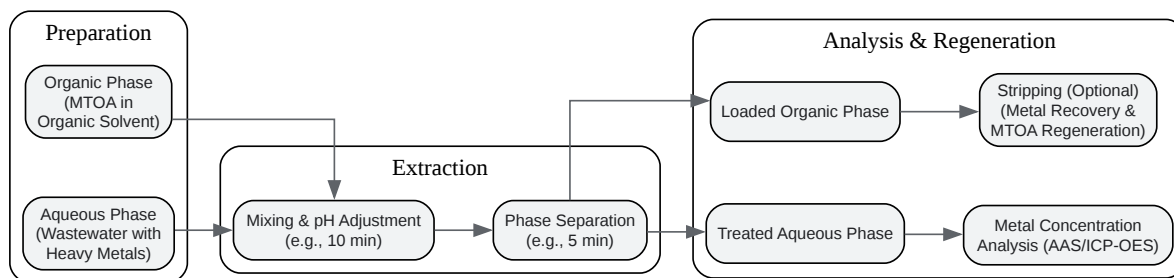 Preparation
Organic Phase
(MTOA in
Organic Solvent)
Aqueous Phase
(Wastewater with
Heavy Metals)
Extraction
Mixing & pH Adjustment
(e.g., 10 min)
Phase Separation
(e.g., 5 min)
Analysis & Regeneration
Loaded Organic Phase
Stripping (Optional)
(Metal Recovery &
MTOA Regeneration)
Treated Aqueous Phase
Metal Concentration
Analysis (AAS/ICP-OES)